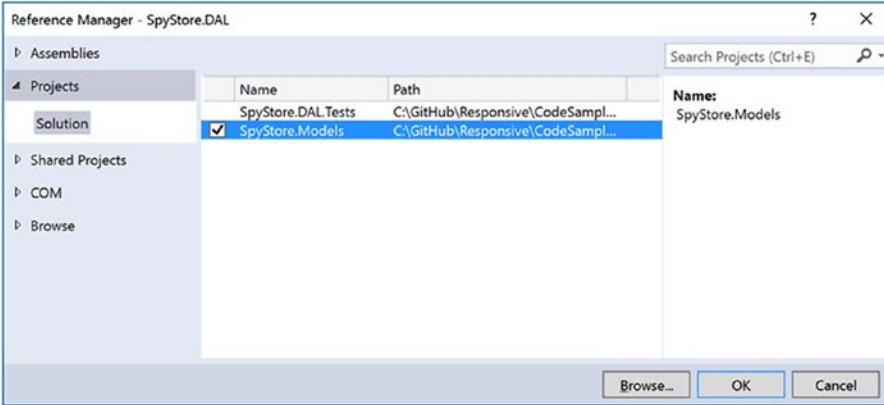 Reference Manager - SpyStore.DAL
Assemblies
Projects
Solution
Shared Projects
COM
Browse
Name
Path
SpyStore.DAL.Tests
C:\GitHub\Responsive\CodeSampl...
SpyStore.Models
C:\GitHub\Responsive\CodeSampl...
Search Projects (Ctrl+E)
Name:
SpyStore.Models
Browse...
OK
Cancel